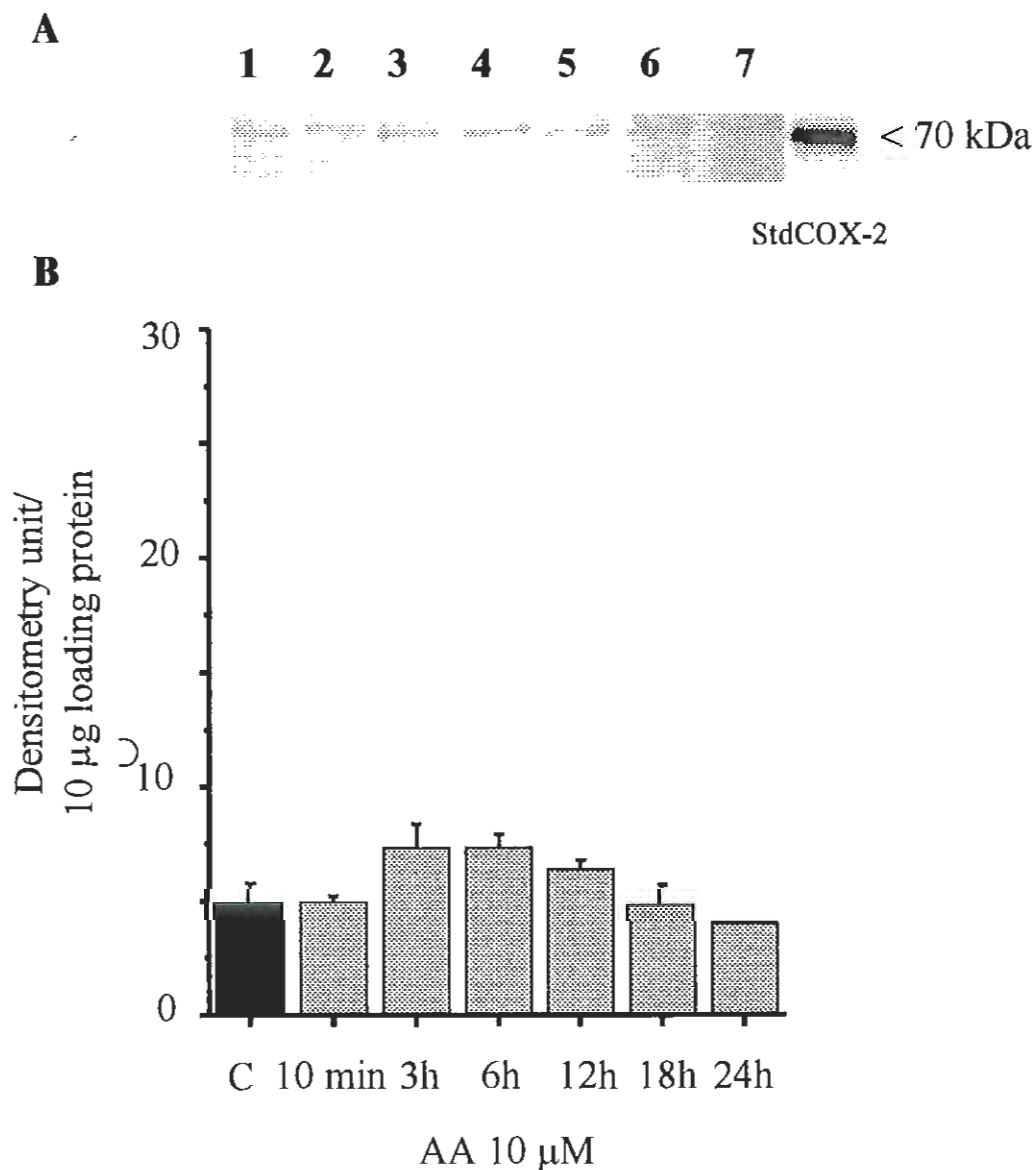 A
1 2 3 4 5 6 7
< 70 kDa
StdCOX-2
B
Densitometry unit/
10 µg loading protein
30
20
10
0
C 10 min 3h 6h 12h 18h 24h
AA 10 µM